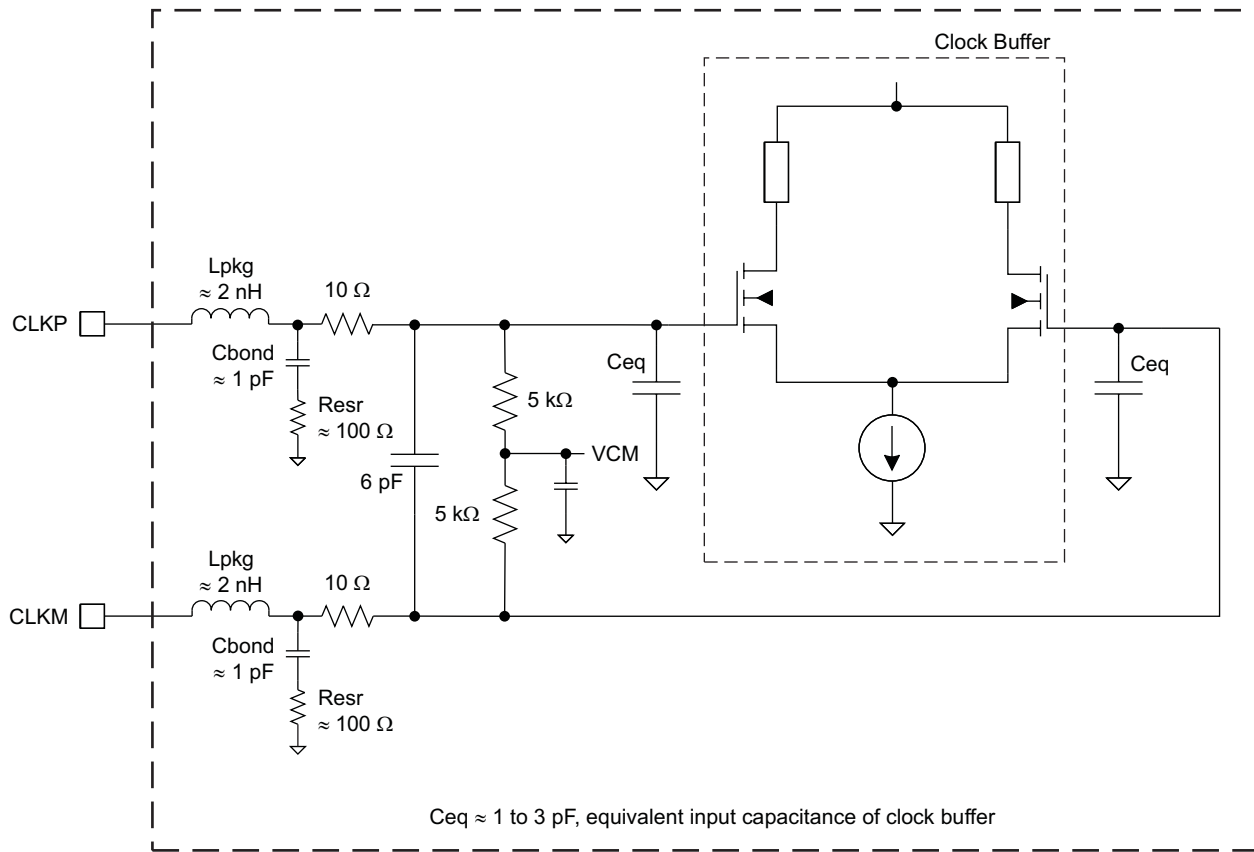 Clock Buffer
Lpkg
≈ 2 nH
10 Ω
CLKP
Cbond
≈ 1 pF
Resr
≈ 100 Ω
6 pF
5 kΩ
VCM
5 kΩ
Ceq
Ceq
Lpkg
≈ 2 nH
10 Ω
CLKM
Cbond
≈ 1 pF
Resr
≈ 100 Ω
Ceq ≈ 1 to 3 pF, equivalent input capacitance of clock buffer